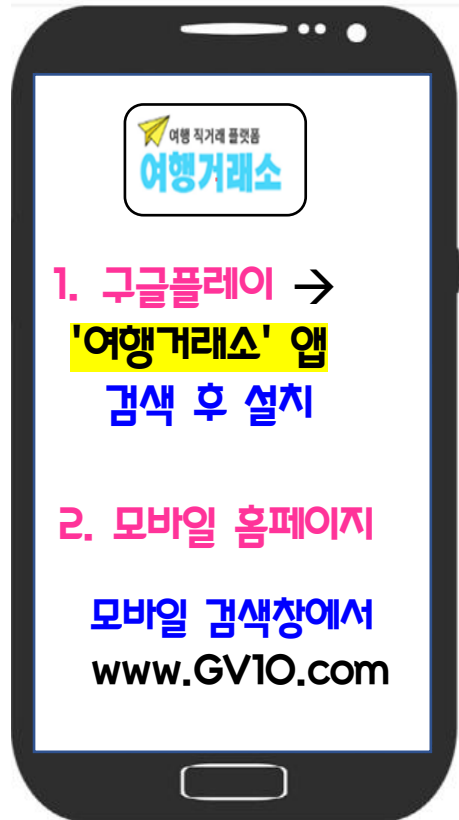 여행 직거래 플랫폼
여행거래소
1. 구글플레이 →
'여행거래소' 앱
검색 후 설치
2. 모바일 홈페이지
모바일 검색창에서
www.GV10.com